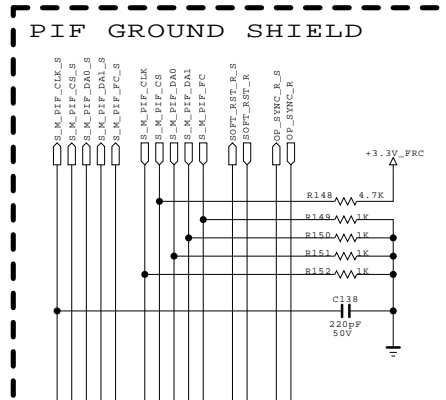 PIF GROUND SHIELD
S_M_PIF_CLK_S
S_M_PIF_CS_S
S_M_PIF_DA0_S
S_M_PIF_DA1_S
S_M_PIF_FC_S
S_M_PIF_CLK
S_M_PIF_CS
S_M_PIF_DA0
S_M_PIF_DA1
S_M_PIF_FC
SOFT_RST_R_S
SOFT_RST_R
OP_SYNC_R_S
OP_SYNC_R
+3.3V_FRC
R148 4.7K
R149 1K
R150 1K
R151 1K
R152 1K
C138
220pF
50V